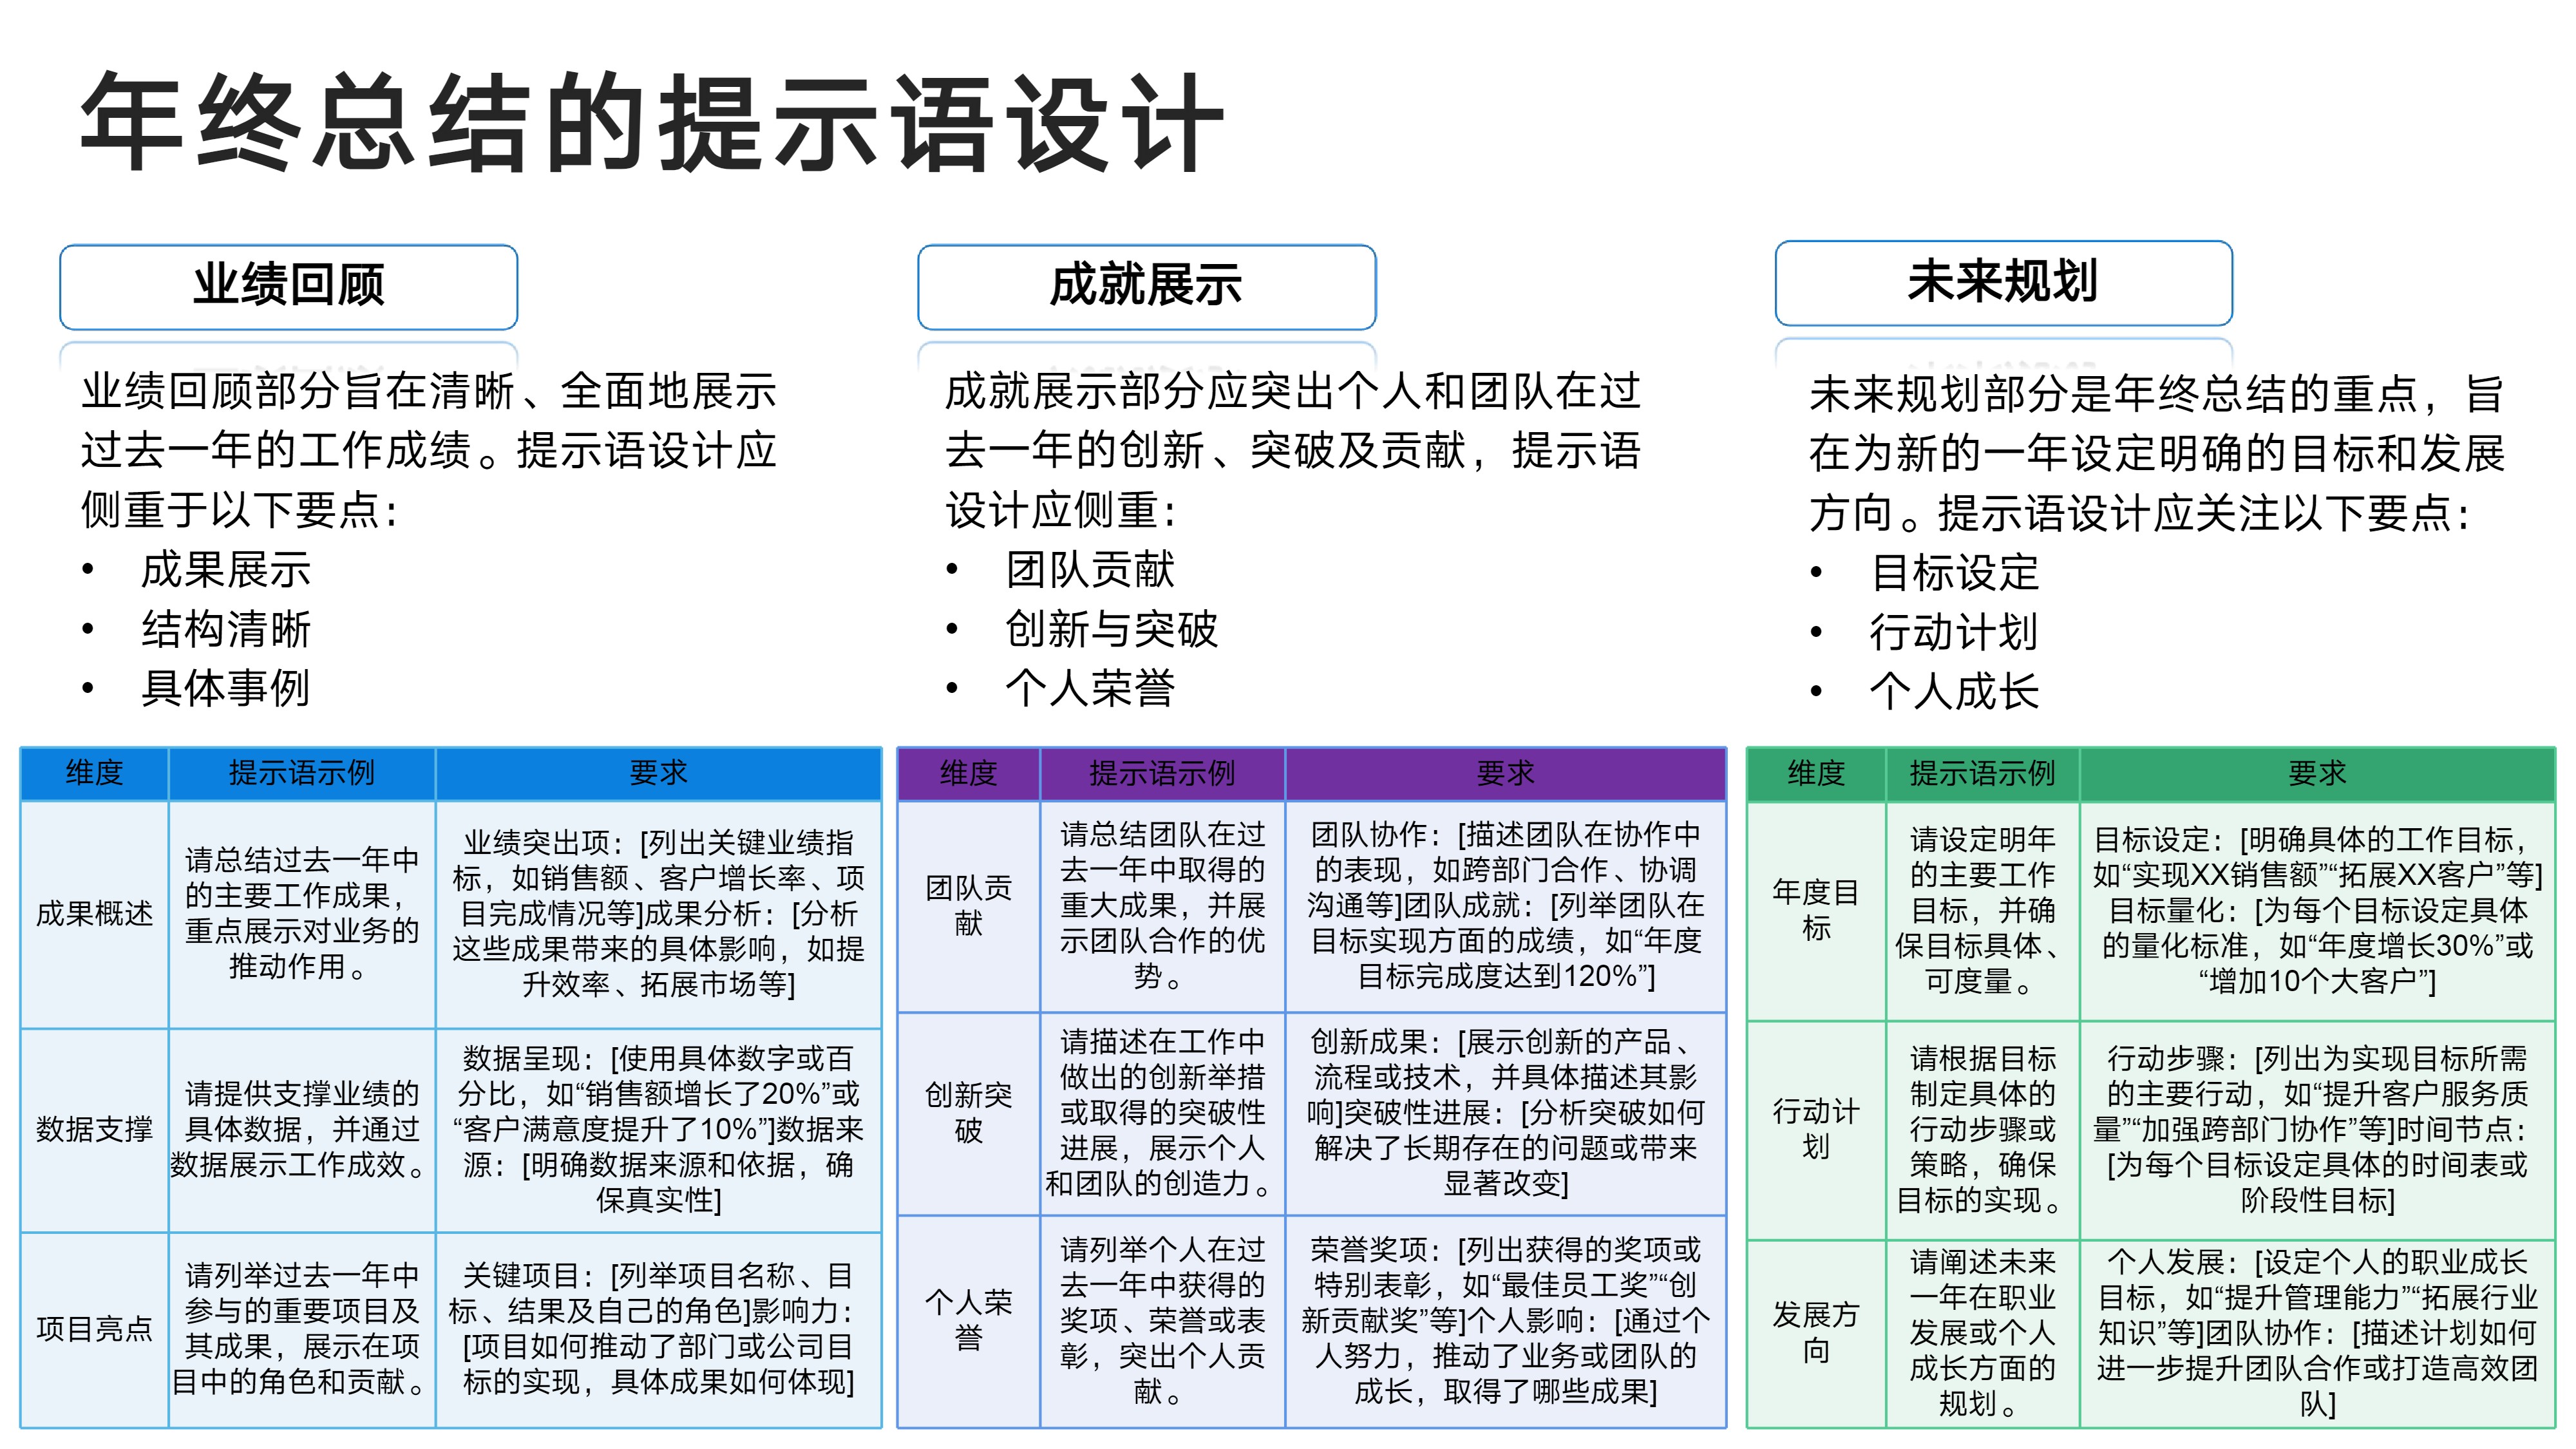 年终总结的提示语设计
业绩回顾
业绩回顾部分旨在清晰、全面地展示
过去一年的工作成绩。提示语设计应
侧重于以下要点：
• 成果展示
• 结构清晰
• 具体事例
成就展示
成就展示部分应突出个人和团队在过
去一年的创新、突破及贡献，提示语
设计应侧重：
• 团队贡献
• 创新与突破
• 个人荣誉
未来规划
未来规划部分是年终总结的重点，旨
在为新的一年设定明确的目标和发展
方向。提示语设计应关注以下要点：
• 目标设定
• 行动计划
• 个人成长
维度
提示语示例
要求
成果概述
请总结过去一年中
的主要工作成果，
重点展示对业务的
推动作用。
业绩突出项：[列出关键业绩指
标，如销售额、客户增长率、项
目完成情况等]成果分析：[分析
这些成果带来的具体影响，如提
升效率、拓展市场等]
数据支撑
请提供支撑业绩的
具体数据，并通过
数据展示工作成效。
数据呈现：[使用具体数字或百
分比，如“销售额增长了20%”或
“客户满意度提升了10%”]数据来
源：[明确数据来源和依据，确
保真实性]
项目亮点
请列举过去一年中
参与的重要项目及
其成果，展示在项
目中的角色和贡献。
关键项目：[列举项目名称、目
标、结果及自己的角色]影响力：
[项目如何推动了部门或公司目
标的实现，具体成果如何体现]
维度
提示语示例
要求
团队贡
献
请总结团队在过
去一年中取得的
重大成果，并展
示团队合作的优
势。
团队协作：[描述团队在协作中
的表现，如跨部门合作、协调
沟通等]团队成就：[列举团队在
目标实现方面的成绩，如“年度
目标完成度达到120%”]
创新突
破
请描述在工作中
做出的创新举措
或取得的突破性
进展，展示个人
和团队的创造力。
创新成果：[展示创新的产品、
流程或技术，并具体描述其影
响]突破性进展：[分析突破如何
解决了长期存在的问题或带来
显著改变]
个人荣
誉
请列举个人在过
去一年中获得的
奖项、荣誉或表
彰，突出个人贡
献。
荣誉奖项：[列出获得的奖项或
特别表彰，如“最佳员工奖”“创
新贡献奖”等]个人影响：[通过个
人努力，推动了业务或团队的
成长，取得了哪些成果]
维度
提示语示例
要求
年度目
标
请设定明年
的主要工作
目标，并确
保目标具体、
可度量。
目标设定：[明确具体的工作目标，
如“实现XX销售额”“拓展XX客户”等]
目标量化：[为每个目标设定具体
的量化标准，如“年度增长30%”或
“增加10个大客户”]
行动计
划
请根据目标
制定具体的
行动步骤或
策略，确保
目标的实现。
行动步骤：[列出为实现目标所需
的主要行动，如“提升客户服务质
量”“加强跨部门协作”等]时间节点：
[为每个目标设定具体的时间表或
阶段性目标]
发展方
向
请阐述未来
一年在职业
发展或个人
成长方面的
规划。
个人发展：[设定个人的职业成长
目标，如“提升管理能力”“拓展行业
知识”等]团队协作：[描述计划如何
进一步提升团队合作或打造高效团
队]